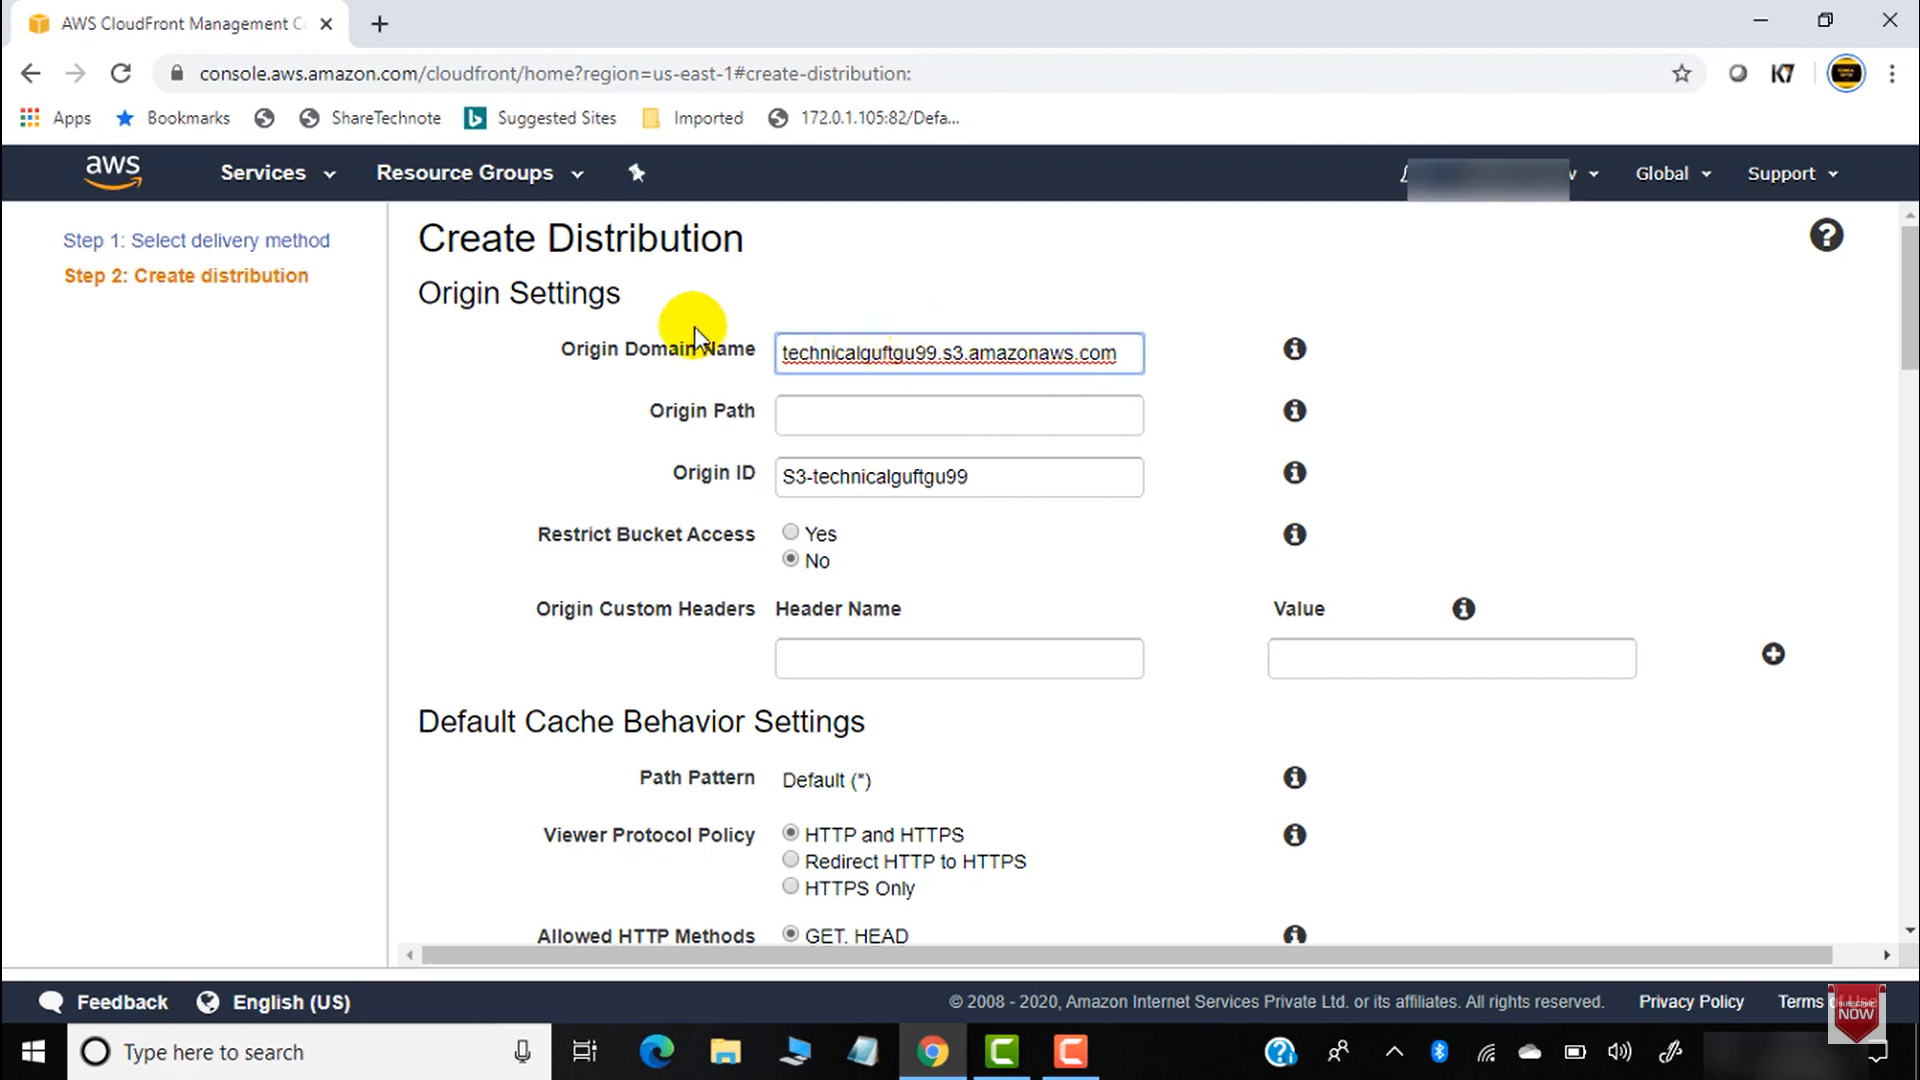 AWS CloudFront Management C
console.aws.amazon.com/cloudfront/home?region=us-east-1#create-distribution:
K7
Apps Bookmarks ShareTechnote Suggested Sites Imported 172.0.1.105:82/Defa...
aws Services Resource Groups Global Support
Step 1: Select delivery method
Step 2: Create distribution
Create Distribution
Origin Settings
Origin Domain Name technicalguftgu99.s3.amazonaws.com
Origin Path
Origin ID S3-technicalguftgu99
Restrict Bucket Access Yes
No
Origin Custom Headers Header Name Value
Default Cache Behavior Settings
Path Pattern Default (*)
Viewer Protocol Policy HTTP and HTTPS
Redirect HTTP to HTTPS
HTTPS Only
Allowed HTTP Methods GET, HEAD
Feedback English (US) © 2008 - 2020, Amazon Internet Services Private Ltd. or its affiliates. All rights reserved. Privacy Policy Terms
SUBSCRIBE
NOW
Type here to search